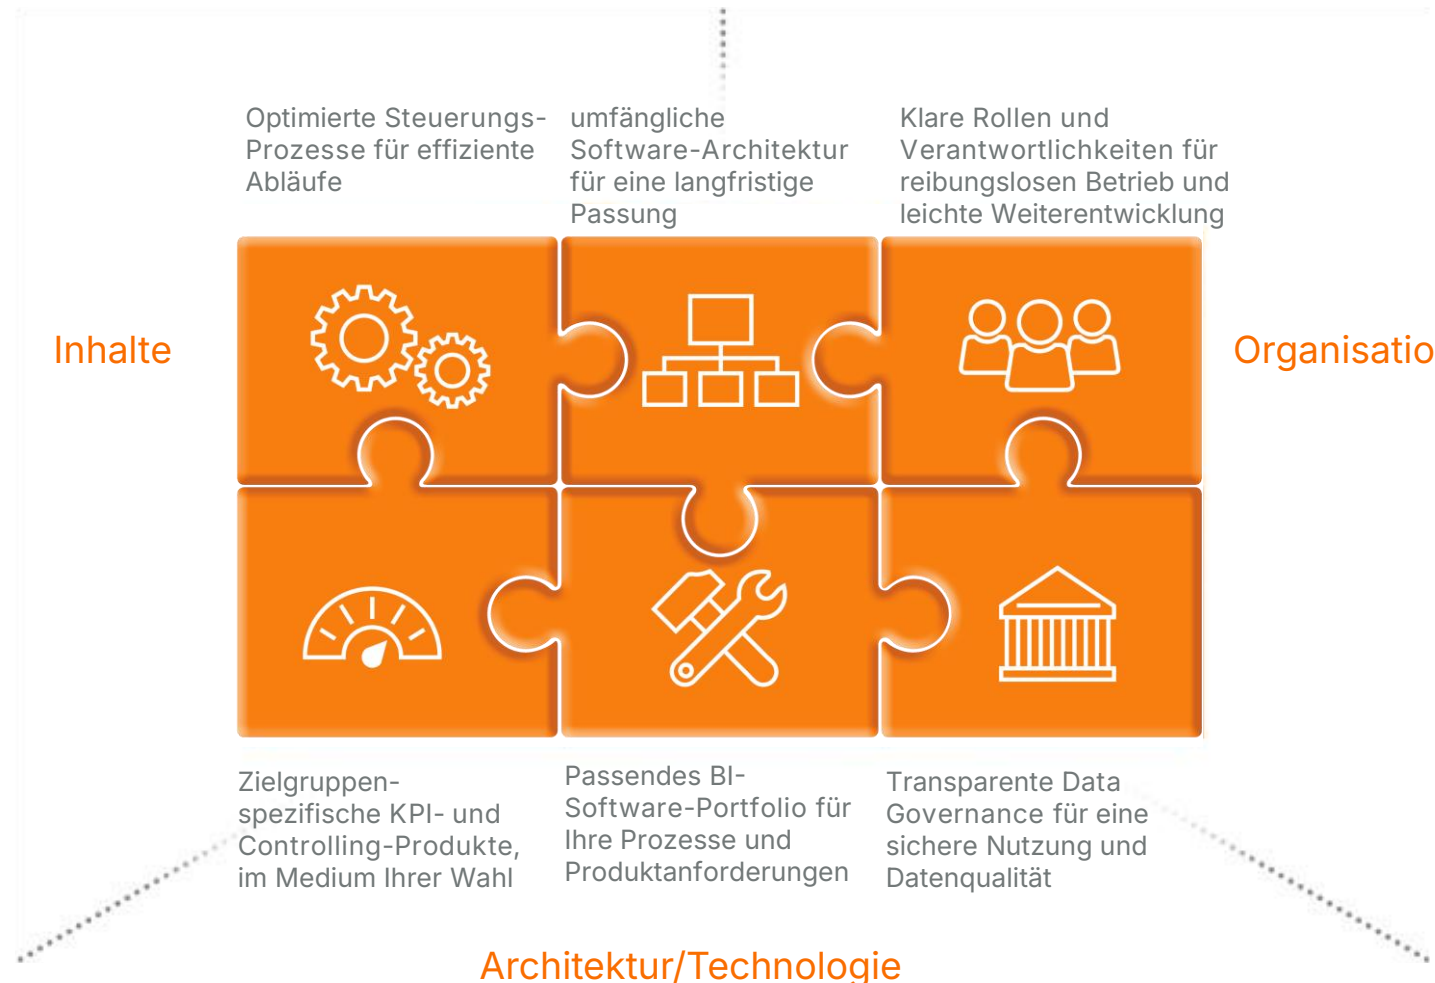 Optimierte Steuerungs-
Prozesse für effiziente
Abläufe
umfängliche
Software-Architektur
für eine langfristige
Passung
Klare Rollen und
Verantwortlichkeiten für
reibungslosen Betrieb und
leichte Weiterentwicklung
Inhalte
Organisatio
Zielgruppen-
spezifische KPI- und
Controlling-Produkte,
im Medium Ihrer Wahl
Passendes BI-
Software-Portfolio für
Ihre Prozesse und
Produktanforderungen
Transparente Data
Governance für eine
sichere Nutzung und
Datenqualität
Architektur/Technologie